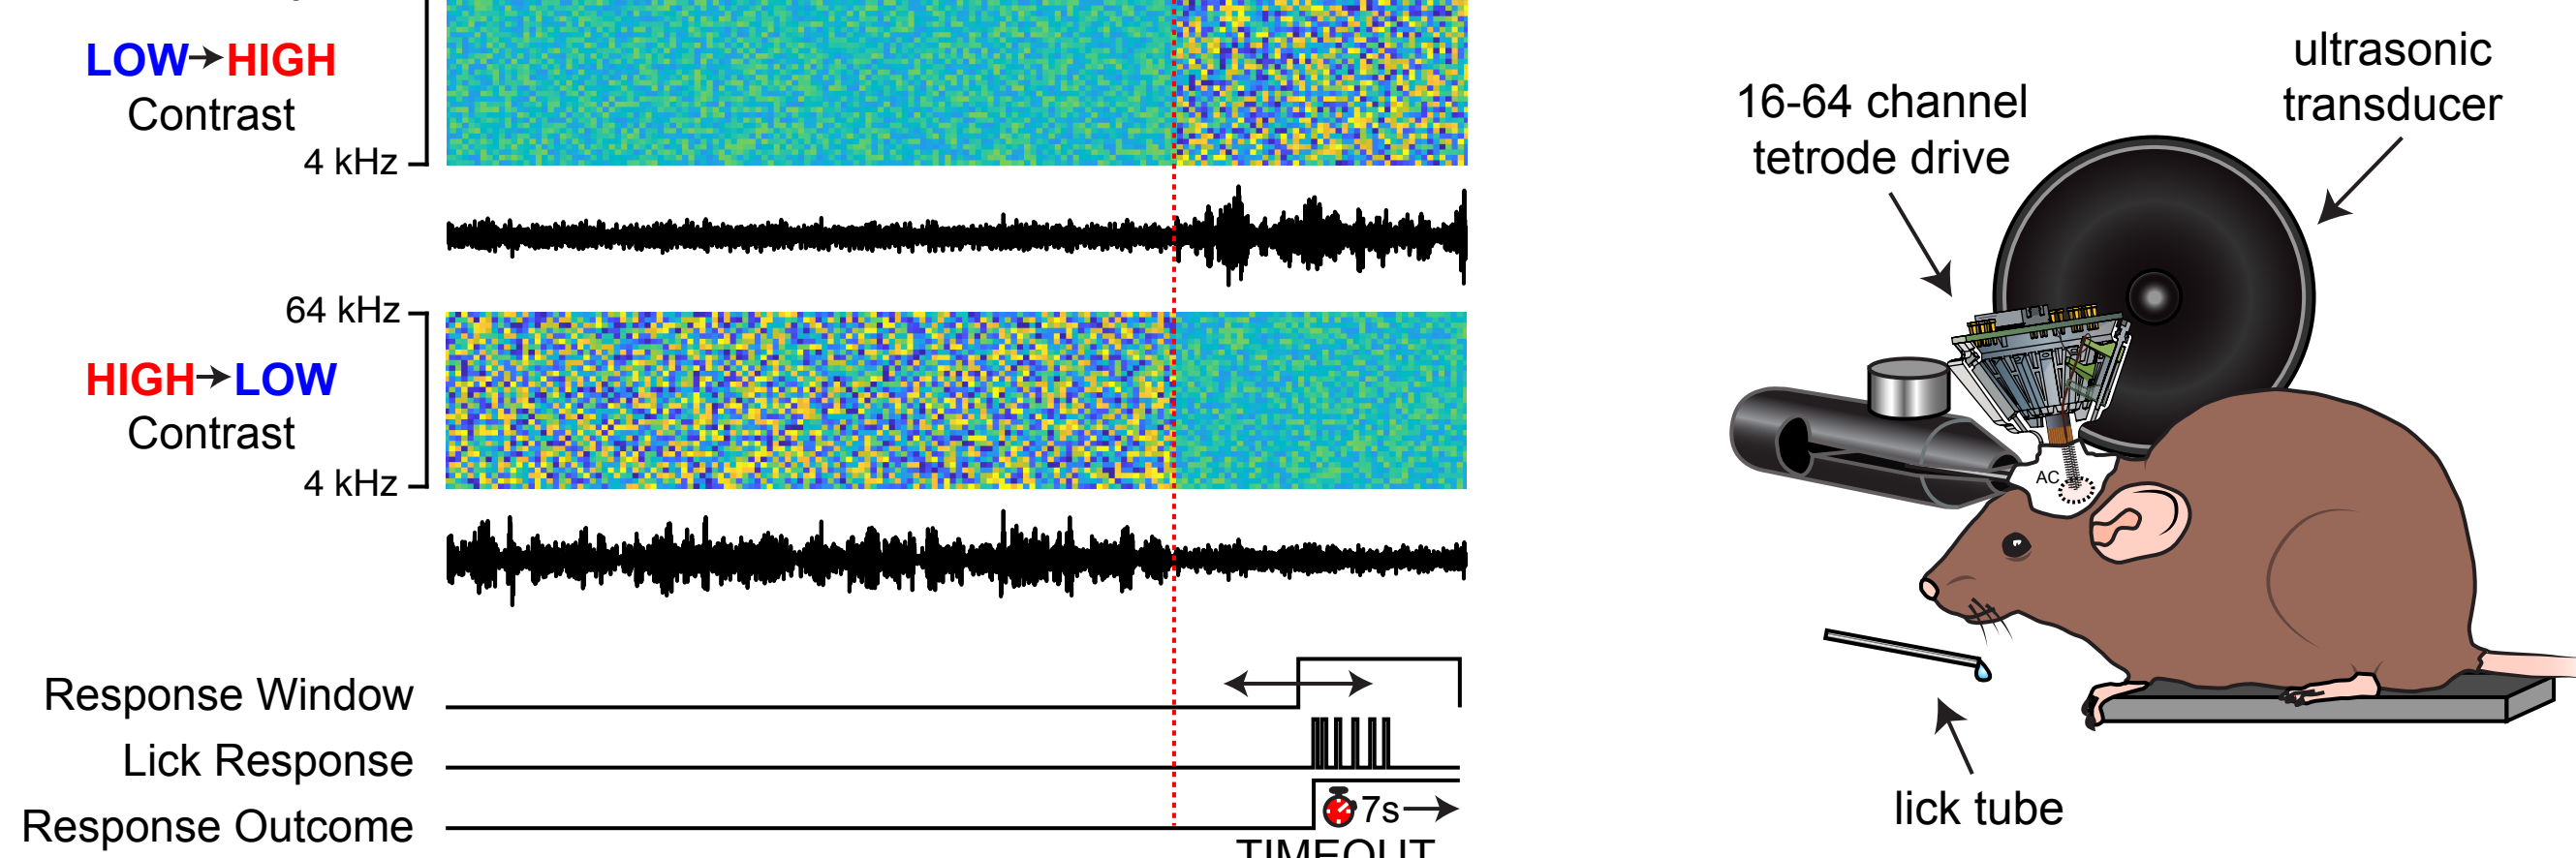 LOW→HIGH
Contrast
4 kHz
64 kHz
HIGH→LOW
Contrast
4 kHz
Response Window
Lick Response
Response Outcome
7s
TIMEOUT
16-64 channel
tetrode drive
ultrasonic
transducer
AC
lick tube